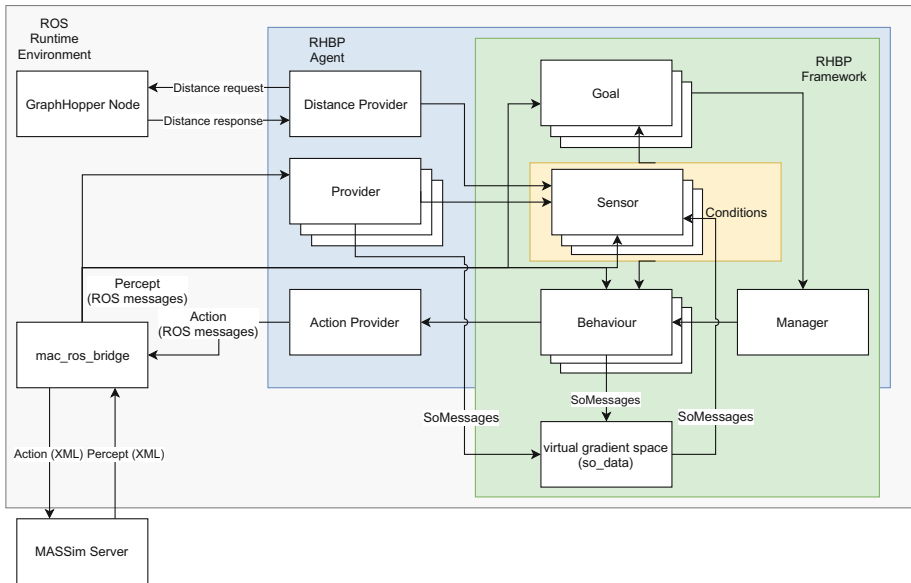 ROS
Runtime
Environment
RHBP
Agent
RHBP
Framework
GraphHopper Node
Distance request
Distance response
Distance Provider
Goal
Provider
Sensor
Conditions
Percept
(ROS messages)
Action
(ROS messages)
Action Provider
Behaviour
Manager
mac_ros_bridge
SoMessages
SoMessages
SoMessages
virtual gradient space
(so_data)
Action (XML)
Percept (XML)
MASSim Server